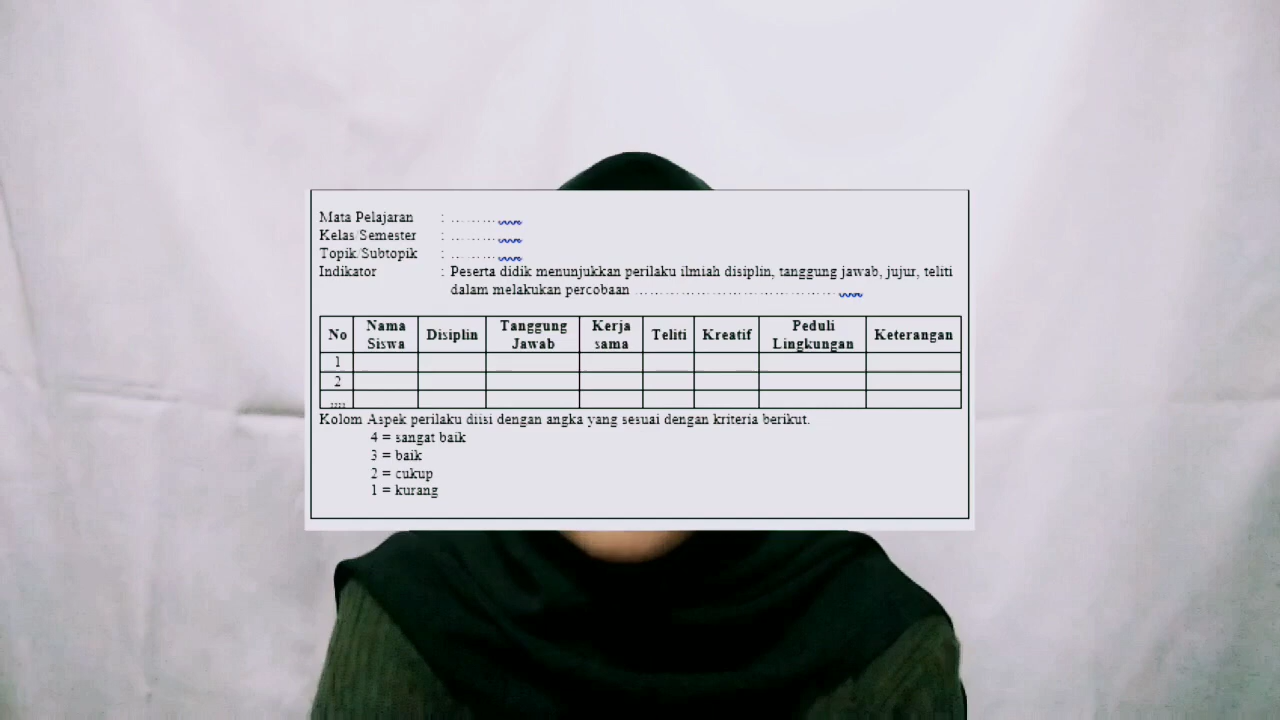 Mata Pelajaran : ............
Kelas/Semester : ............
Topik/Subtopik : ............
Indikator : Peserta didik menunjukkan perilaku ilmiah disiplin, tanggung jawab, jujur, teliti
dalam melakukan percobaan ............................................
No Nama Siswa Disiplin Tanggung Jawab Kerja sama Teliti Kreatif Peduli Lingkungan Keterangan
1
2
....
Kolom Aspek perilaku diisi dengan angka yang sesuai dengan kriteria berikut.
4 = sangat baik
3 = baik
2 = cukup
1 = kurang